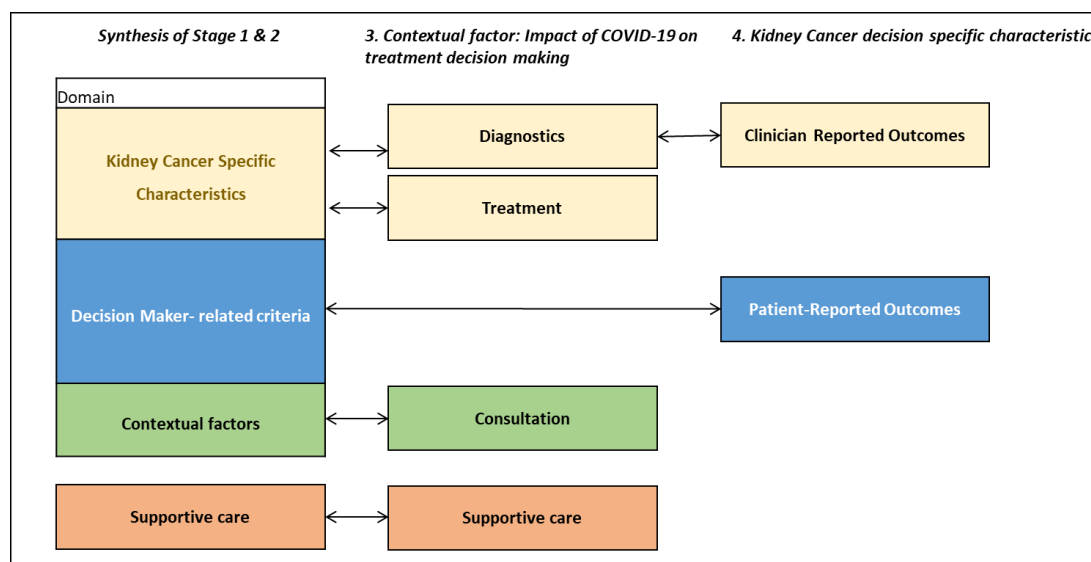 Synthesis of Stage 1 & 2
3. Contextual factor: Impact of COVID-19 on
treatment decision making
4. Kidney Cancer decision specific characteristic
Domain
Kidney Cancer Specific
Characteristics
Diagnostics
Clinician Reported Outcomes
Treatment
Decision Maker- related criteria
Patient-Reported Outcomes
Contextual factors
Consultation
Supportive care
Supportive care